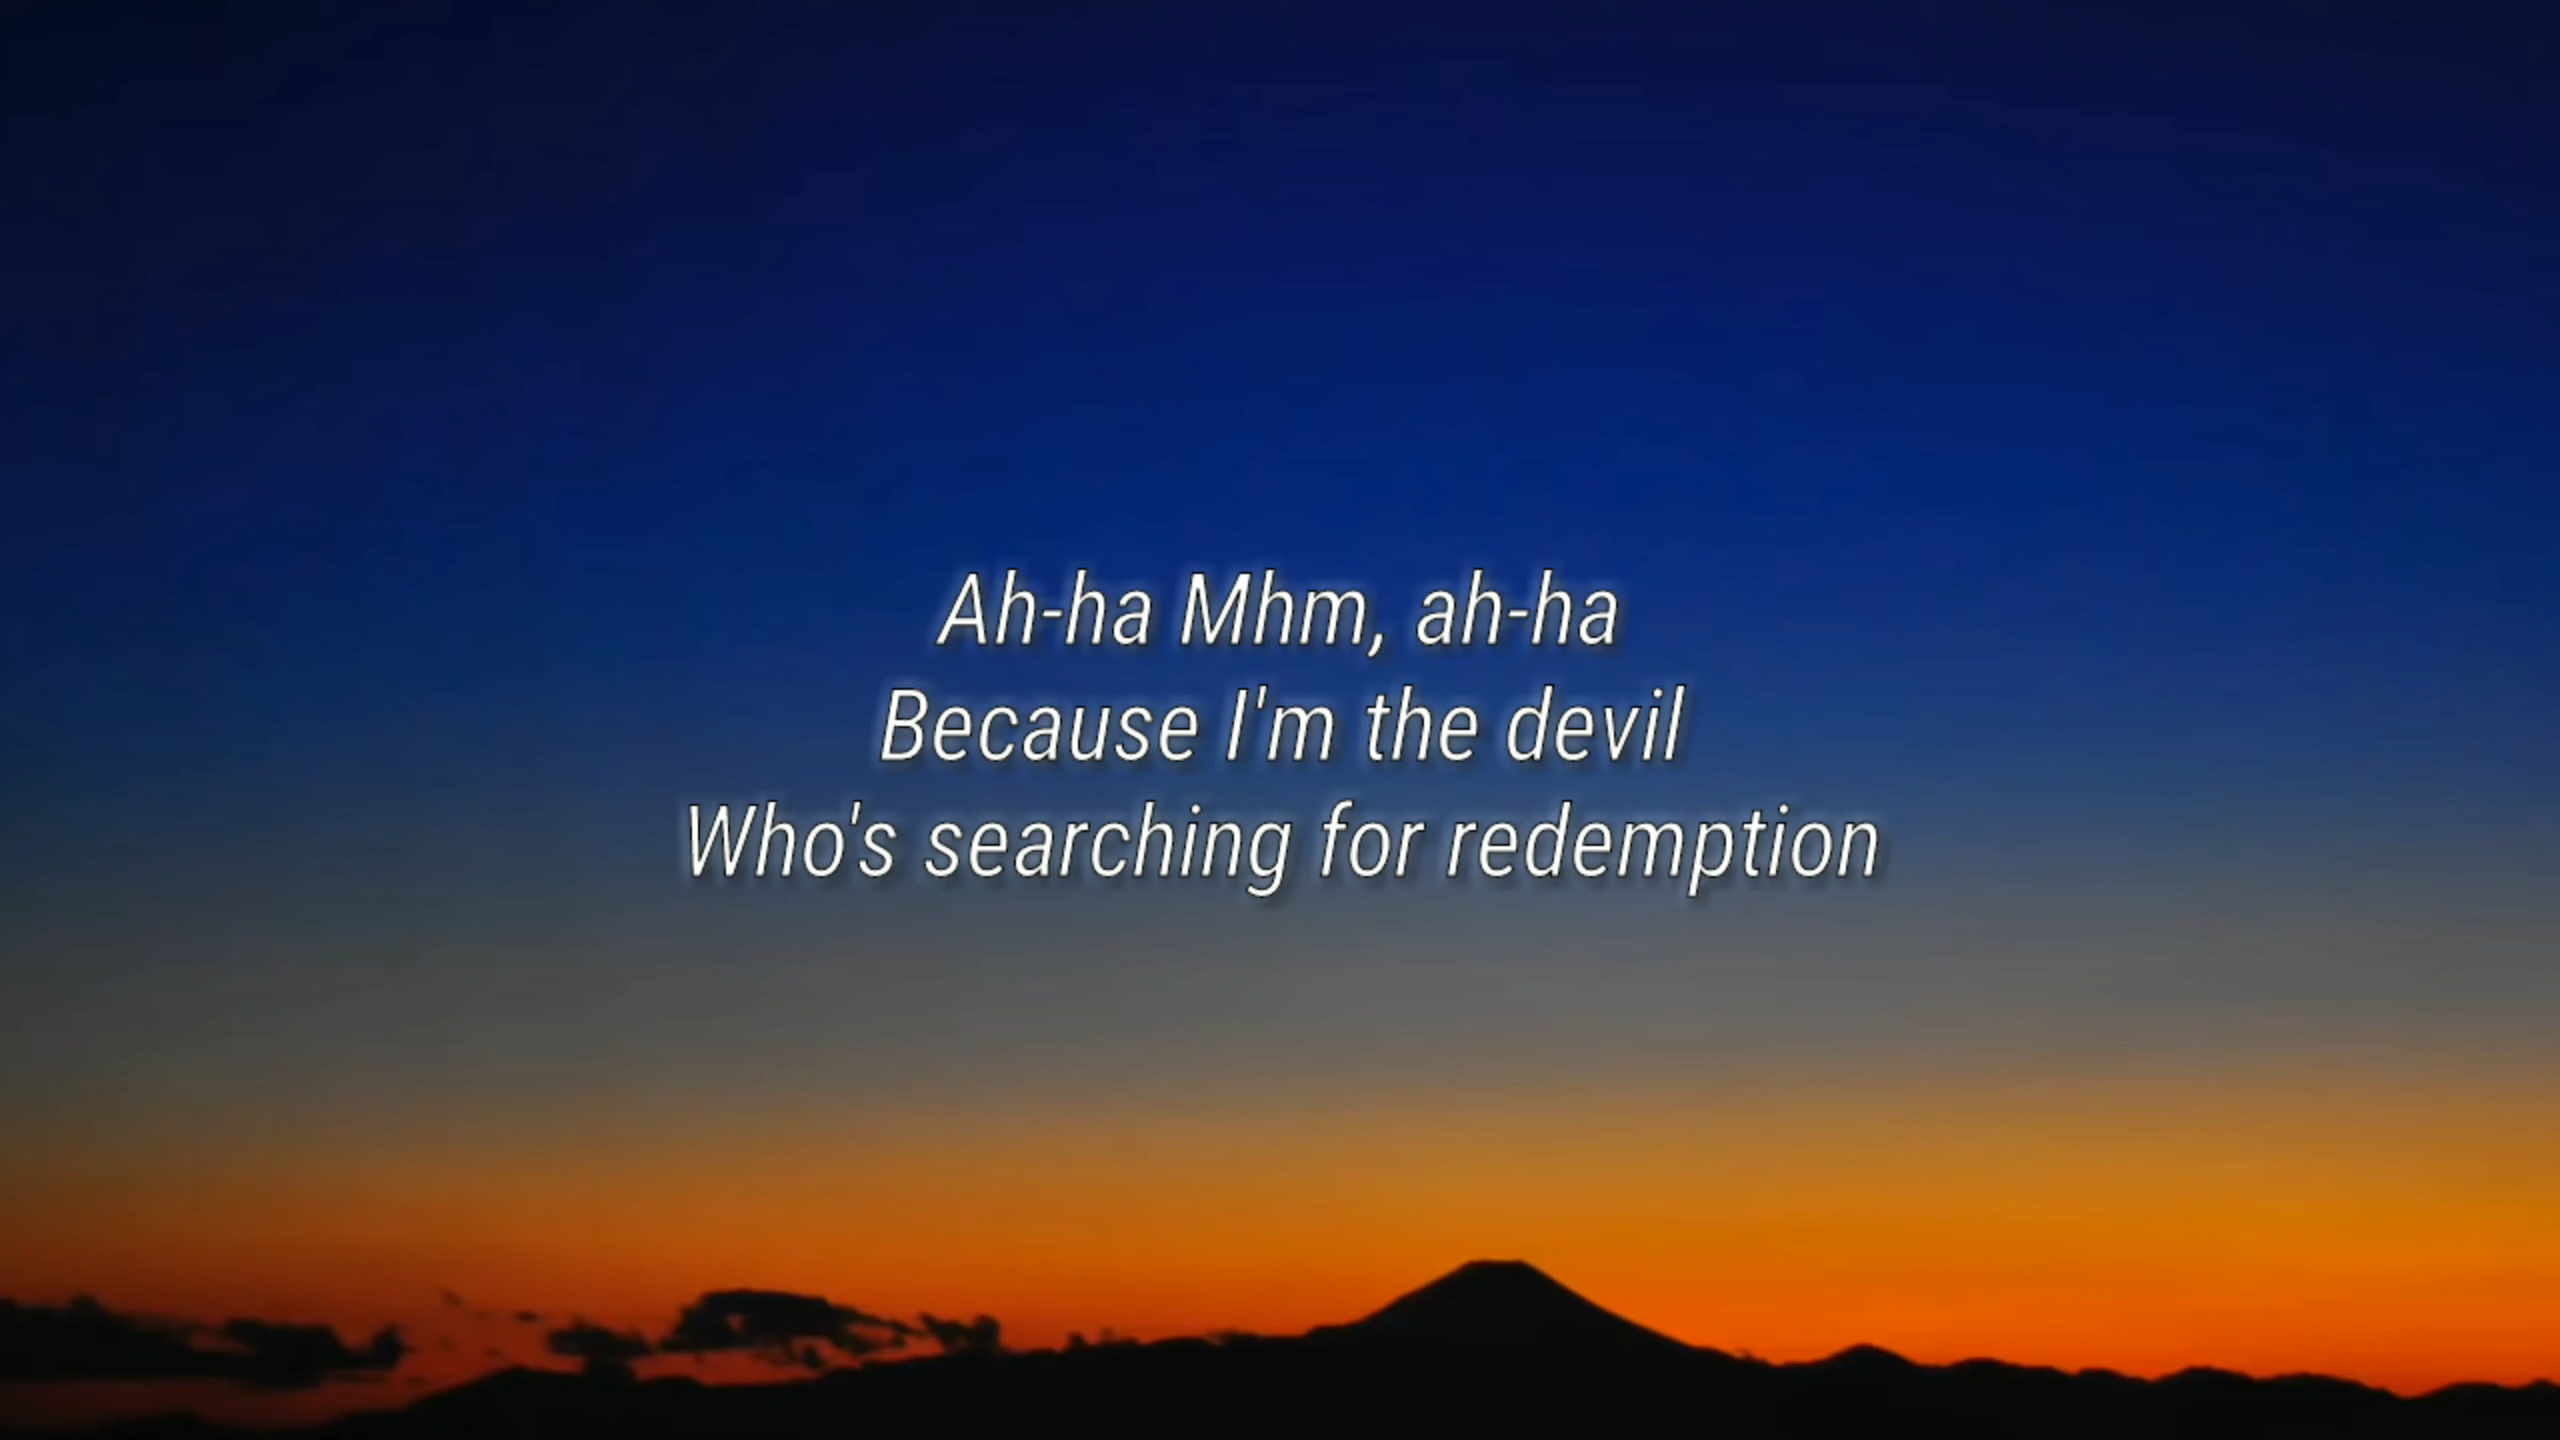 Ah-ha Mhm, ah-ha
Because I'm the devil
Who's searching for redemption